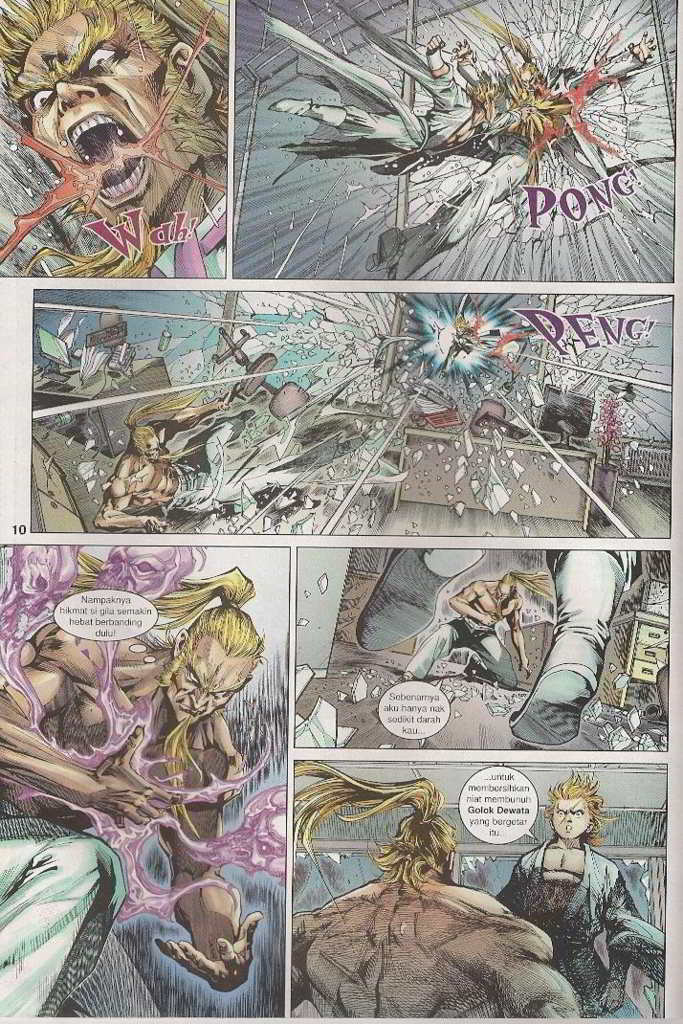 Wah!
PONG!
PENG!
10
Nampaknya
hikmat si gila semakin
hebat berbanding
dulu!
Sebenarnya
aku hanya nak
sedikit darah
kau...
...untuk
membersihkan
niat membunuh
Golok Dewata
yang bergetar
itu.